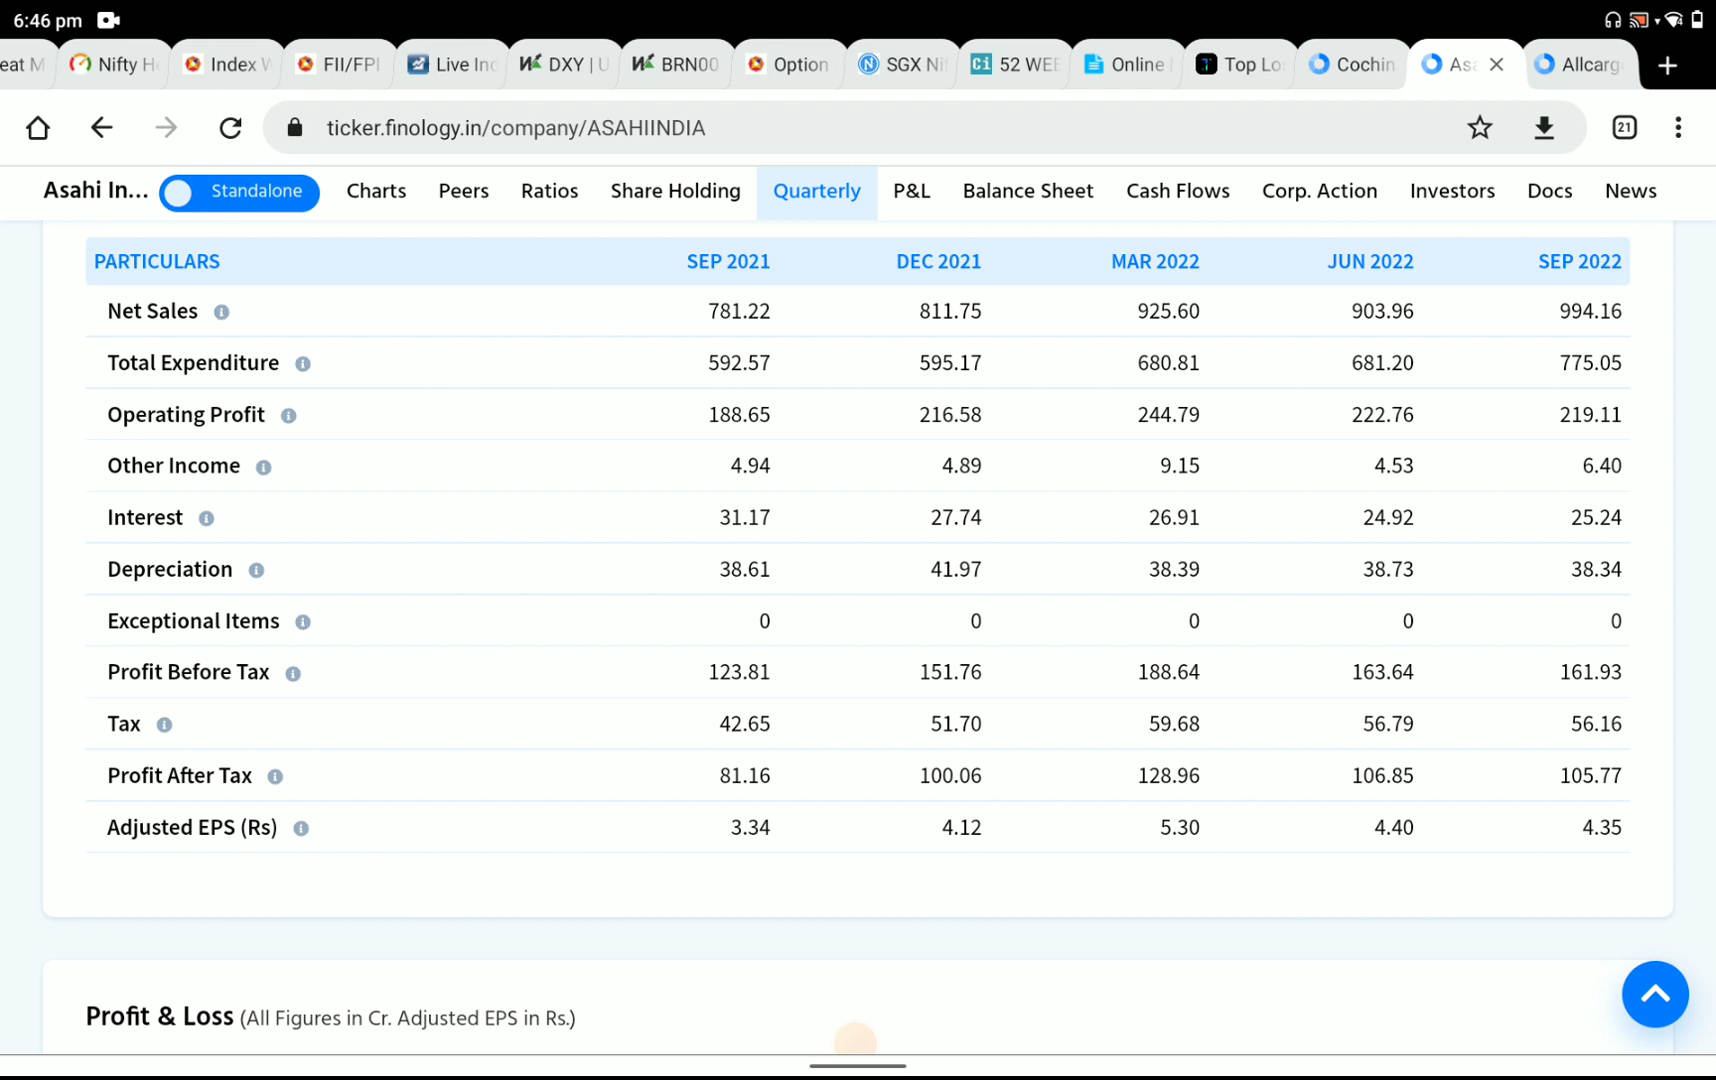 6:46 pm
eat M
Nifty H
Index W
FII/FPI
Live Inc
DXY | U
BRN00
Option
SGX Ni
52 WEE
Online
Top Lo
Cochin
Asa
Allcarg
ticker.finology.in/company/ASAHIINDIA
21
Asahi In... Standalone Charts Peers Ratios Share Holding Quarterly P&L Balance Sheet Cash Flows Corp. Action Investors Docs News
PARTICULARS SEP 2021 DEC 2021 MAR 2022 JUN 2022 SEP 2022
Net Sales 781.22 811.75 925.60 903.96 994.16
Total Expenditure 592.57 595.17 680.81 681.20 775.05
Operating Profit 188.65 216.58 244.79 222.76 219.11
Other Income 4.94 4.89 9.15 4.53 6.40
Interest 31.17 27.74 26.91 24.92 25.24
Depreciation 38.61 41.97 38.39 38.73 38.34
Exceptional Items 0 0 0 0 0
Profit Before Tax 123.81 151.76 188.64 163.64 161.93
Tax 42.65 51.70 59.68 56.79 56.16
Profit After Tax 81.16 100.06 128.96 106.85 105.77
Adjusted EPS (Rs) 3.34 4.12 5.30 4.40 4.35
Profit & Loss (All Figures in Cr. Adjusted EPS in Rs.)